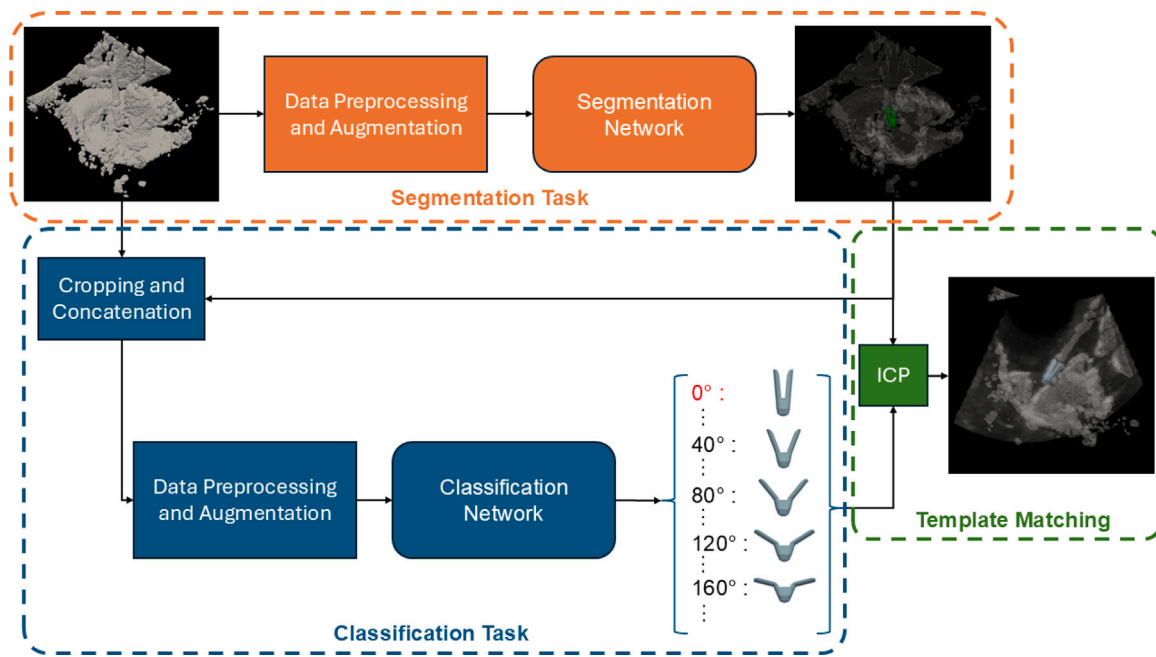 Data Preprocessing
and Augmentation
Segmentation
Network
Segmentation Task
Cropping and
Concatenation
ICP
0° :
40° :
80° :
120° :
160° :
Data Preprocessing
and Augmentation
Classification
Network
Template Matching
Classification Task